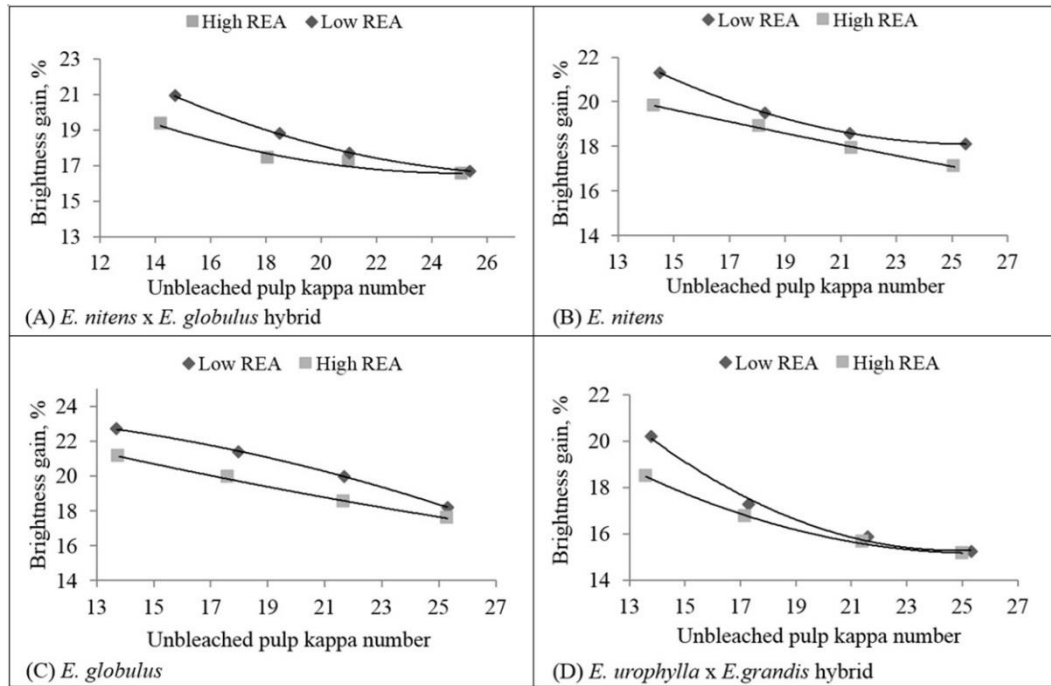 High REA Low REA
Brightness gain, %
23
21
19
17
15
13
12 14 16 18 20 22 24 26
Unbleached pulp kappa number
(A) E. nitens x E. globulus hybrid
Low REA High REA
Brightness gain, %
22
20
18
16
14
13 15 17 19 21 23 25 27
Unbleached pulp kappa number
(B) E. nitens
Low REA High REA
Brightness gain, %
24
22
20
18
16
14
13 15 17 19 21 23 25 27
Unbleached pulp kappa number
(C) E. globulus
Low REA High REA
Brightness gain, %
22
20
18
16
14
13 15 17 19 21 23 25 27
Unbleached pulp kappa number
(D) E. urophylla x E.grandis hybrid